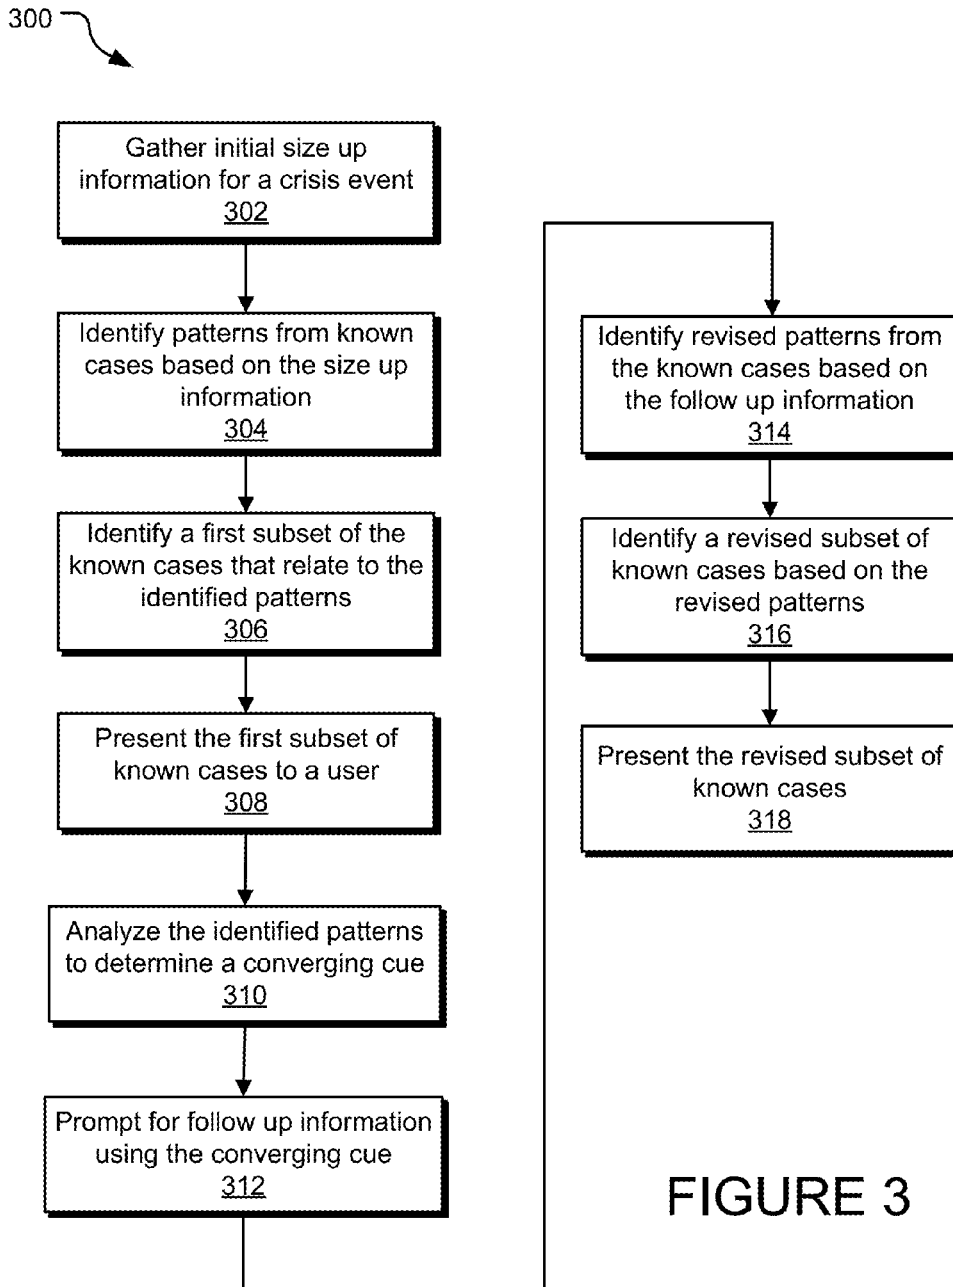 300
Gather initial size up
information for a crisis event
302
Identify patterns from known
cases based on the size up
information
304
Identify a first subset of the
known cases that relate to the
identified patterns
306
Present the first subset of
known cases to a user
308
Analyze the identified patterns
to determine a converging cue
310
Prompt for follow up information
using the converging cue
312
Identify revised patterns from
the known cases based on
the follow up information
314
Identify a revised subset of
known cases based on the
revised patterns
316
Present the revised subset of
known cases
318
FIGURE 3